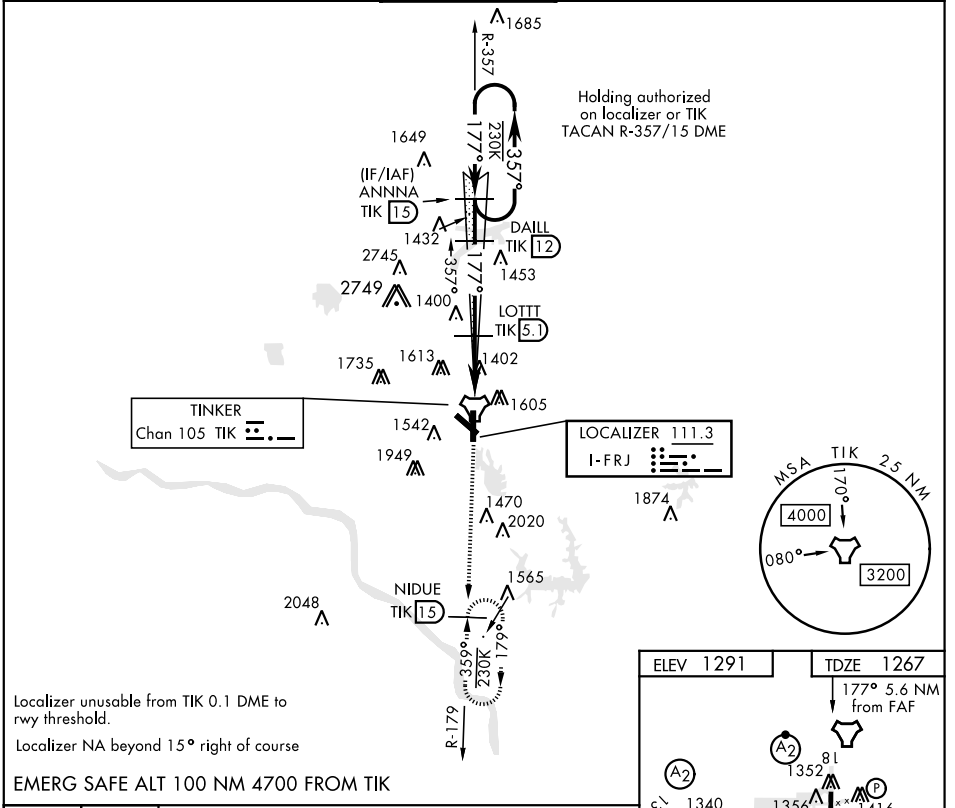 1685
R-357
Holding authorized
on localizer or TIK
TACAN R-357/15 DME
177°
230K
357°
1649
(IF/IAF)
ANNNA
TIK 15
1432
DAILL
TIK 12
1453
357°
177°
2745
2749
1400
LOTTT
TIK 5.1
1735
1613
1402
1605
TINKER
Chan 105 TIK
1542
LOCALIZER 111.3
I-FRJ
1949
1470
2020
1874
MSA TIK 25 NM
170°
4000
080°
3200
NIDUE
TIK 15
1565
2048
359°
230K
179°
R-179
Localizer unusable from TIK 0.1 DME to
rwy threshold.
Localizer NA beyond 15° right of course
EMERG SAFE ALT 100 NM 4700 FROM TIK
ELEV 1291
TDZE 1267
177° 5.6 NM
from FAF
A2
A2
18
1352
P
1340
1356
1416